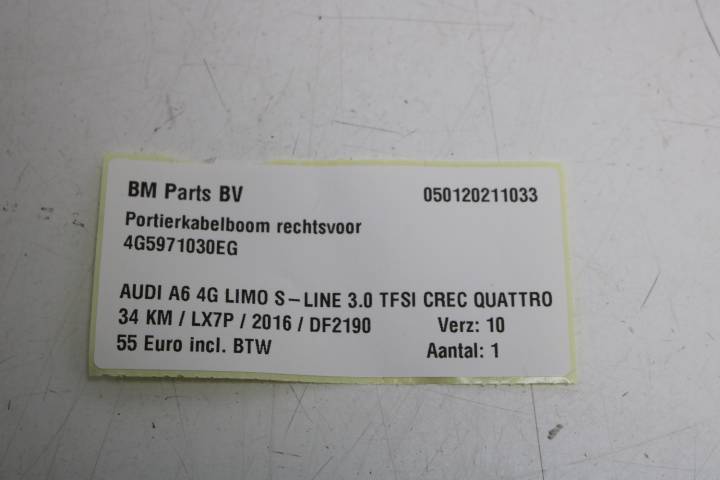 BM Parts BV 050120211033
Portierkabelboom rechtsvoor
4G5971030EG
AUDI A6 4G LIMO S-LINE 3.0 TFSI CREC QUATTRO
34 KM / LX7P / 2016 / DF2190 Verz: 10
55 Euro incl. BTW Aantal: 1